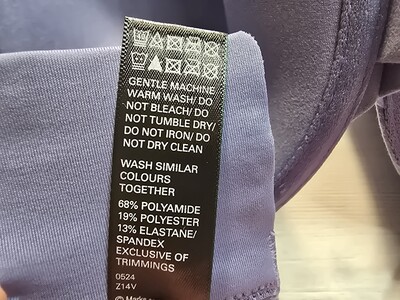 GENTLE MACHINE
WARM WASH/ DO
NOT BLEACH/ DO
NOT TUMBLE DRY/
DO NOT IRON/ DO
NOT DRY CLEAN
WASH SIMILAR
COLOURS
TOGETHER
68% POLYAMIDE
19% POLYESTER
13% ELASTANE/
SPANDEX
EXCLUSIVE OF
TRIMMINGS
0524
Z14V
© Marks